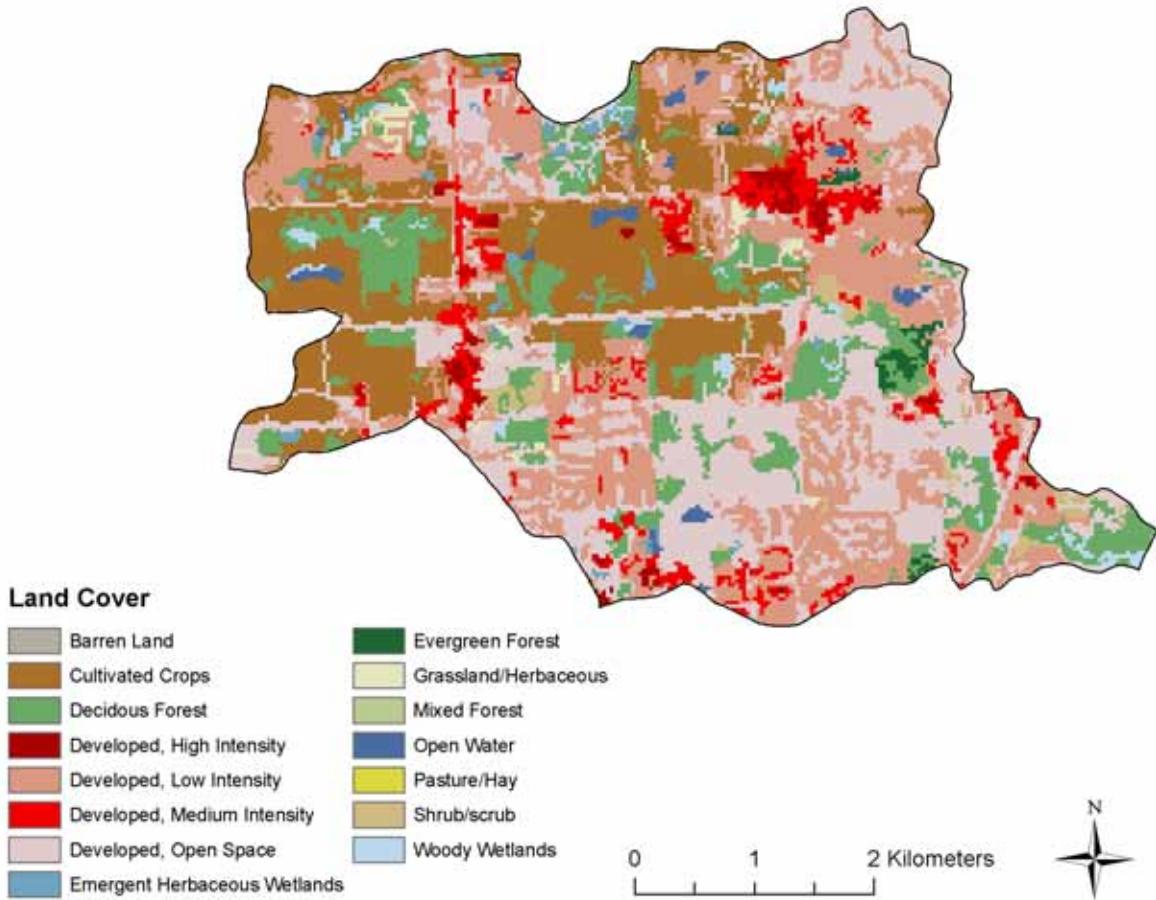 Land Cover
Barren Land
Cultivated Crops
Decidous Forest
Developed, High Intensity
Developed, Low Intensity
Developed, Medium Intensity
Developed, Open Space
Emergent Herbaceous Wetlands
Evergreen Forest
Grassland/Herbaceous
Mixed Forest
Open Water
Pasture/Hay
Shrub/scrub
Woody Wetlands
0 1 2 Kilometers
N